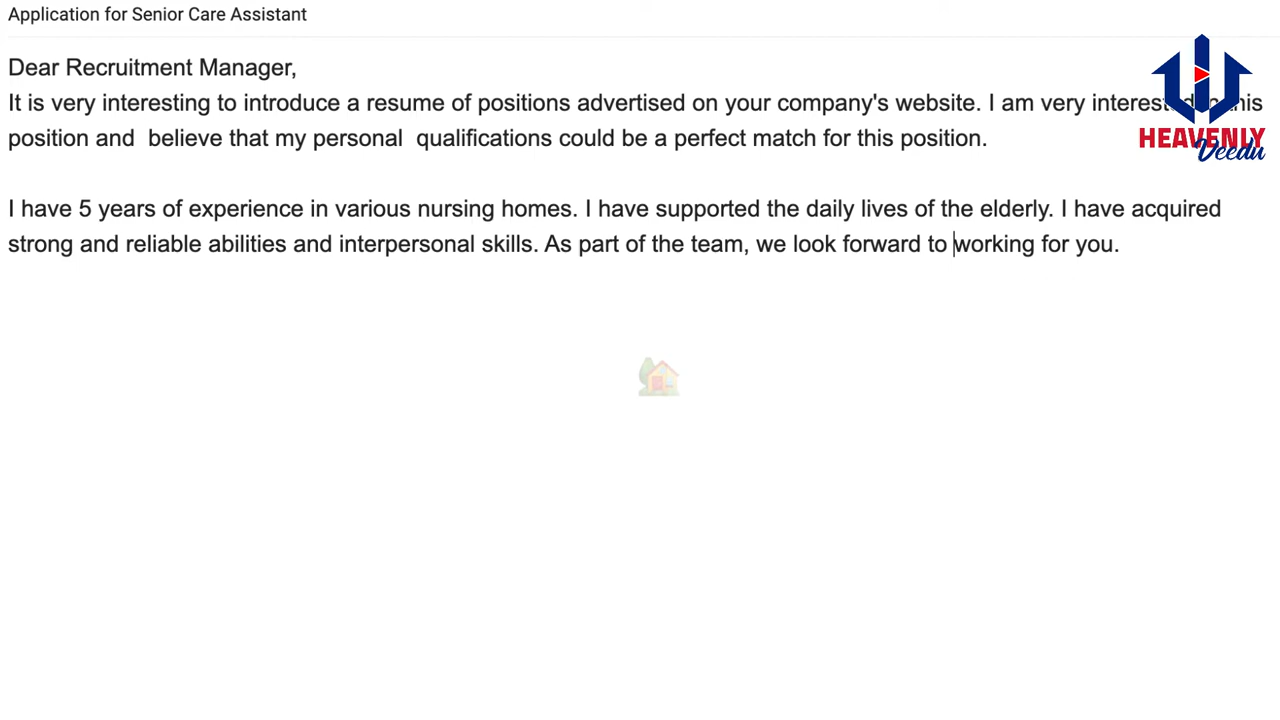 Application for Senior Care Assistant
Dear Recruitment Manager,
It is very interesting to introduce a resume of positions advertised on your company's website. I am very interested in this
position and believe that my personal qualifications could be a perfect match for this position.
I have 5 years of experience in various nursing homes. I have supported the daily lives of the elderly. I have acquired
strong and reliable abilities and interpersonal skills. As part of the team, we look forward to working for you.
HEAVENLY
Deedu